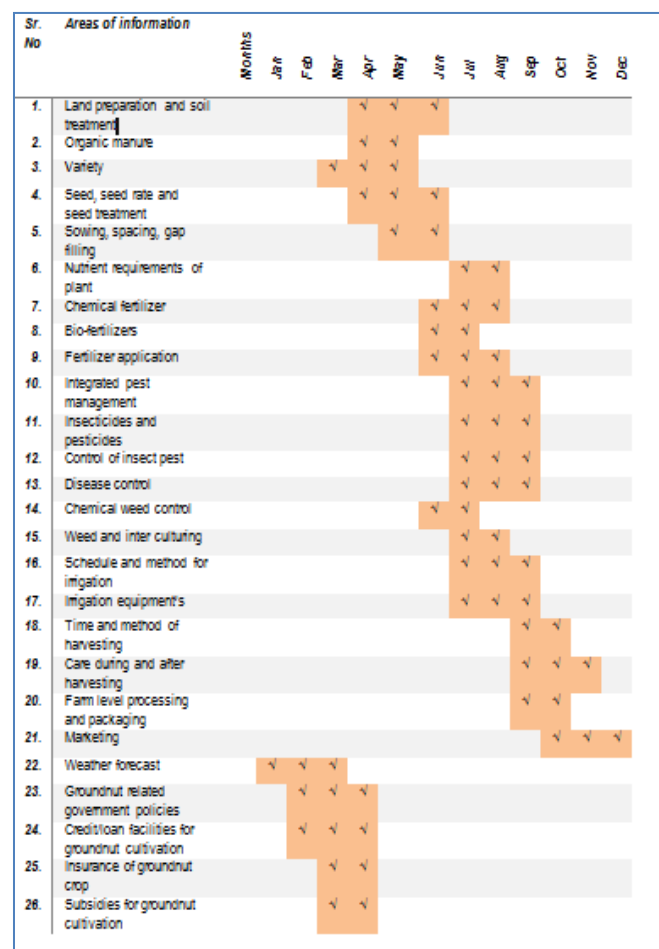 Sr. Areas of information
No
Months Jan Feb Mar Apr May Jun Jul Aug Sep Oct Nov Dec
1. Land preparation and soil √ √ √
treatment
2. Organic manure √ √
3. Variety √ √ √
4. Seed, seed rate and √ √ √
seed treatment
5. Sowing, spacing, gap √ √
filling
6. Nutrient requirements of √ √
plant
7. Chemical fertilizer √ √ √
8. Bio-fertilizers √ √
9. Fertilizer application √ √ √
10. Integrated pest √ √ √
management
11. Insecticides and √ √ √
pesticides
12. Control of insect pest √ √ √
13. Disease control √ √ √
14. Chemical weed control √ √
15. Weed and inter culturing √ √
16. Schedule and method for √ √ √
irrigation
17. Irrigation equipment's √ √ √
18. Time and method of √ √
harvesting
19. Care during and after √ √ √
harvesting
20. Farm level processing √ √
and packaging
21. Marketing √ √ √
22. Weather forecast √ √ √
23. Groundnut related √ √ √
government policies
24. Credit/loan facilities for √ √ √
groundnut cultivation
25. Insurance of groundnut √ √
crop
26. Subsidies for groundnut √ √
cultivation